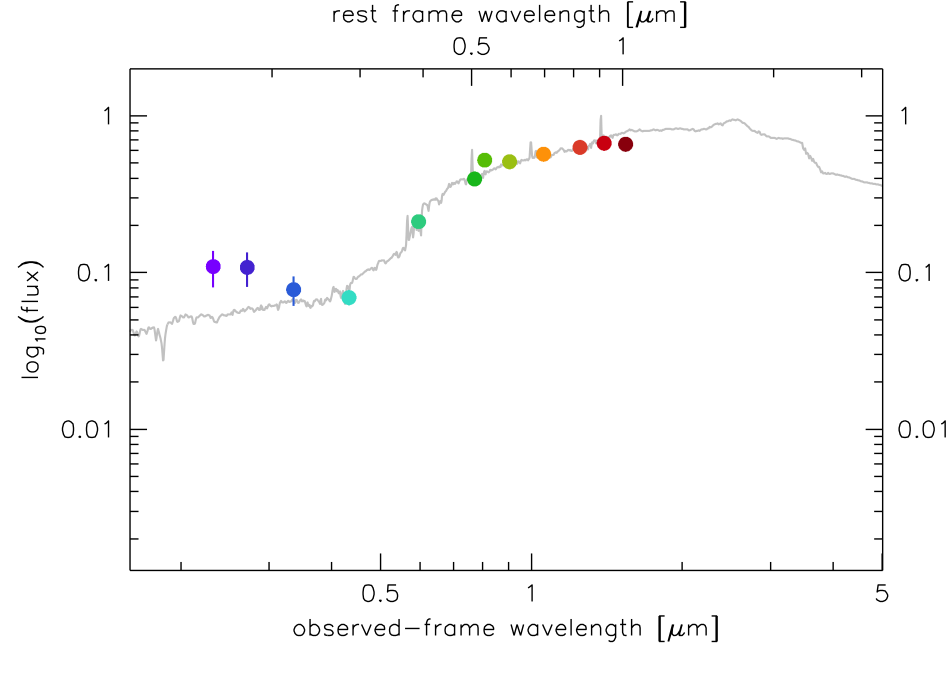 rest frame wavelength [μm]
0.5 1
1 1
0.1 0.1
0.01 0.01
log10(flux)
0.5 1 5
observed-frame wavelength [μm]